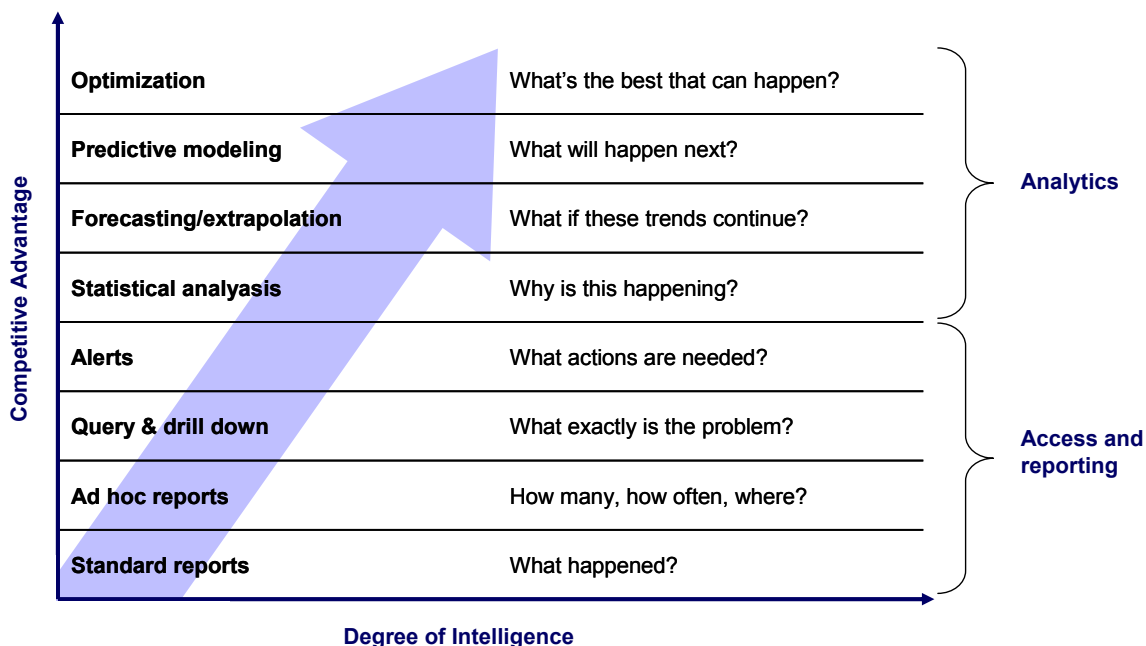 Competitive Advantage
Optimization What's the best that can happen?
Predictive modeling What will happen next?
Forecasting/extrapolation What if these trends continue?
Statistical analyasis Why is this happening?
Analytics
Alerts What actions are needed?
Query & drill down What exactly is the problem?
Ad hoc reports How many, how often, where?
Standard reports What happened?
Access and
reporting
Degree of Intelligence